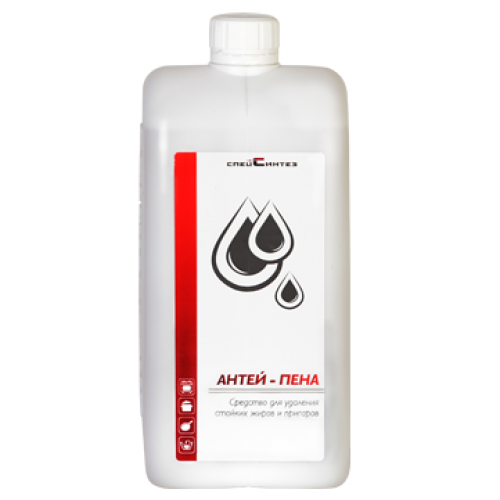 СПЕЦСИНТЕЗ
АНТЕЙ - ПЕНА
Средство для удаления
стойких жиров и пригаров